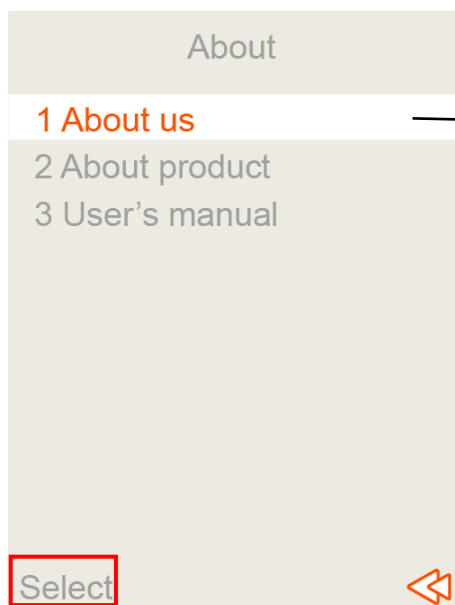 About
1 About us
2 About product
3 User’s manual
Select